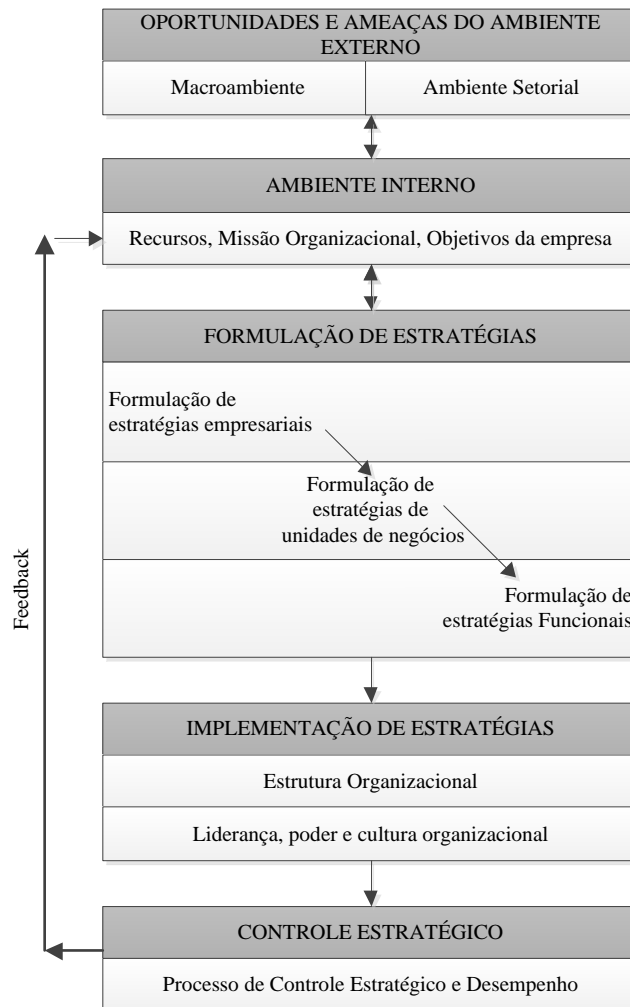 OPORTUNIDADES E AMEAÇAS DO AMBIENTE
EXTERNO
Macroambiente
Ambiente Setorial
AMBIENTE INTERNO
Recursos, Missão Organizacional, Objetivos da empresa
FORMULAÇÃO DE ESTRATÉGIAS
Formulação de
estratégias empresariais
Formulação de
estratégias de
unidades de negócios
Formulação de
estratégias Funcionais
Feedback
IMPLEMENTAÇÃO DE ESTRATÉGIAS
Estrutura Organizacional
Liderança, poder e cultura organizacional
CONTROLE ESTRATÉGICO
Processo de Controle Estratégico e Desempenho